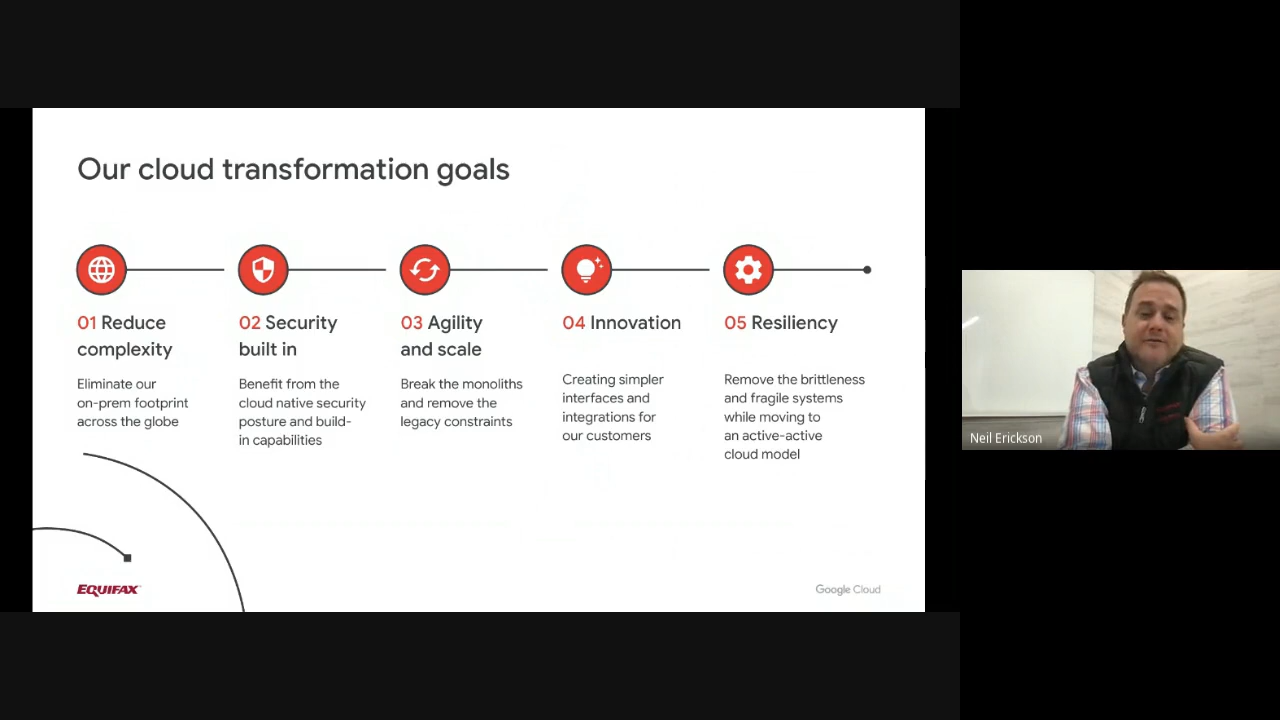 Our cloud transformation goals
01 Reduce
complexity
Eliminate our
on-prem footprint
across the globe
02 Security
built in
Benefit from the
cloud native security
posture and build-
in capabilities
03 Agility
and scale
Break the monoliths
and remove the
legacy constraints
04 Innovation
Creating simpler
interfaces and
integrations for
our customers
05 Resiliency
Remove the brittleness
and fragile systems
while moving to
an active-active
cloud model
EQUIFAX
Google Cloud
Neil Erickson